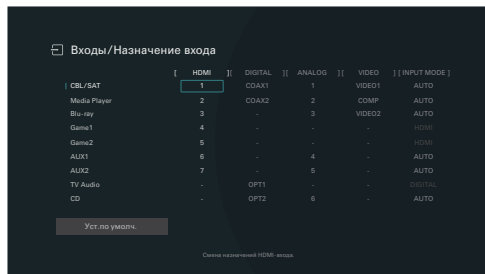 Входы/Назначение входа
[ HDMI ][ DIGITAL ][ ANALOG ][ VIDEO ][ INPUT MODE ]
CBL/SAT 1 COAX1 1 VIDEO1 AUTO
Media Player 2 COAX2 2 COMP AUTO
Blu-ray 3 - 3 VIDEO2 AUTO
Game1 4 - - - HDMI
Game2 5 - - - HDMI
AUX1 6 - 4 - AUTO
AUX2 7 - 5 - AUTO
TV Audio - OPT1 - - DIGITAL
CD - OPT2 6 - AUTO
Уст.по умолч.
Смена назначений HDMI-входа.